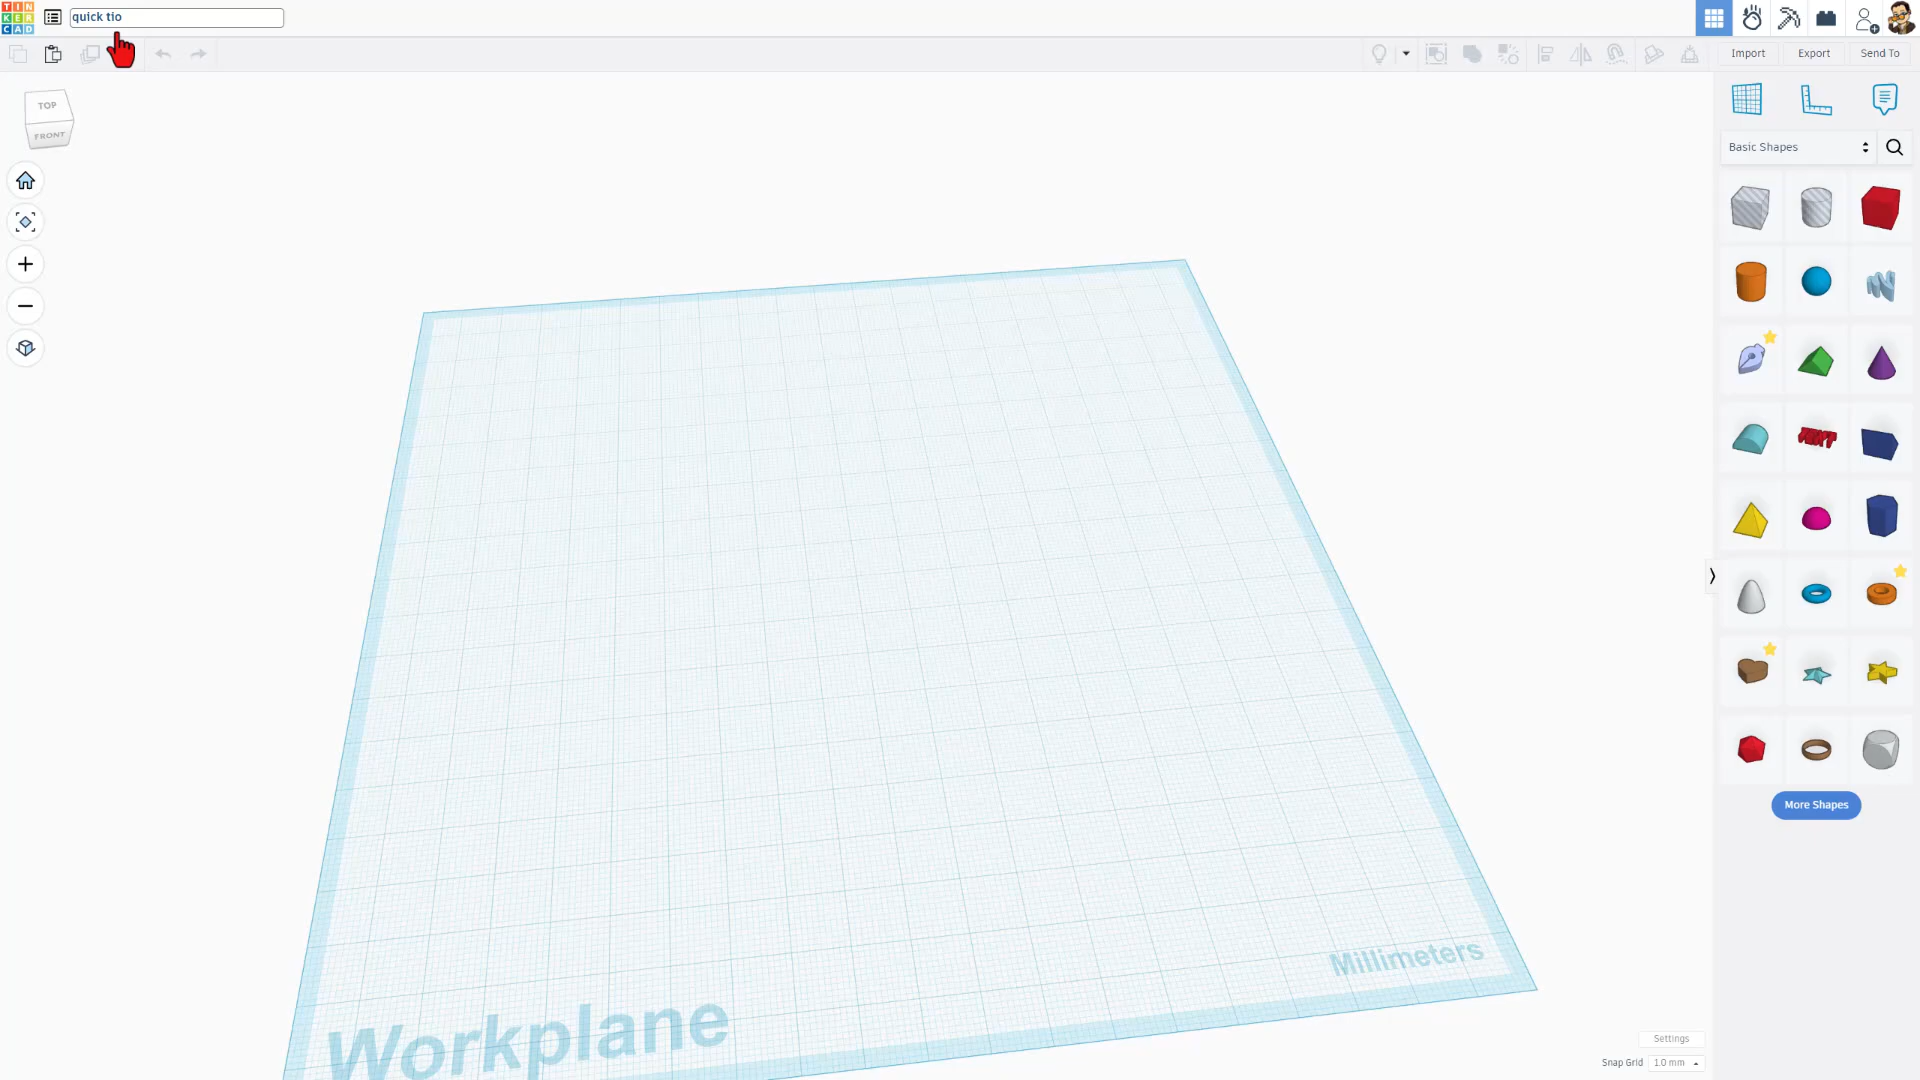 TIN
KER
CAD
quick tio
Import
Export
Send To
TOP
FRONT
Basic Shapes
TEXT
More Shapes
Millimeters
Workplane
Settings
Snap Grid 1.0 mm